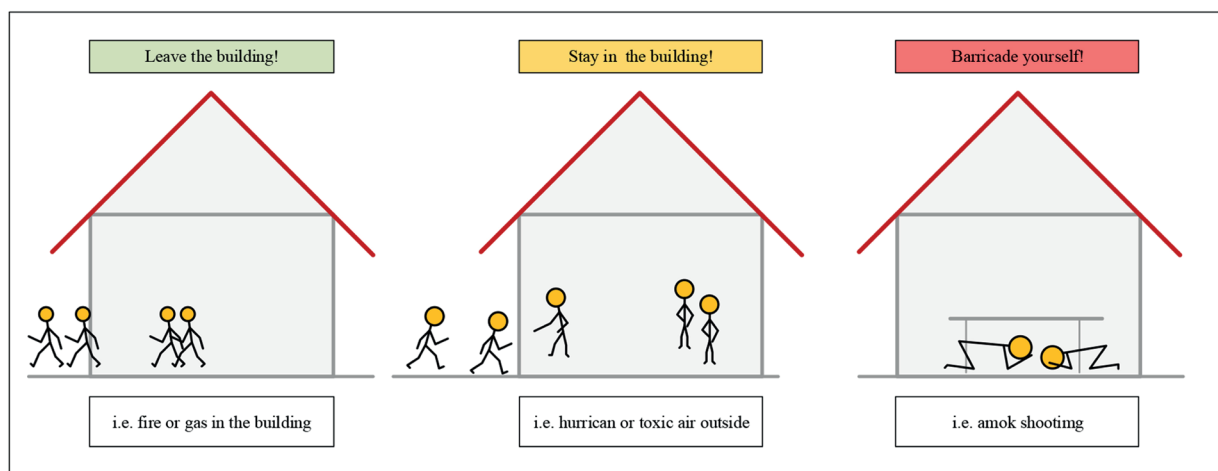 Leave the building!
Stay in the building!
Barricade yourself!
i.e. fire or gas in the building
i.e. hurrican or toxic air outside
i.e. amok shootimg